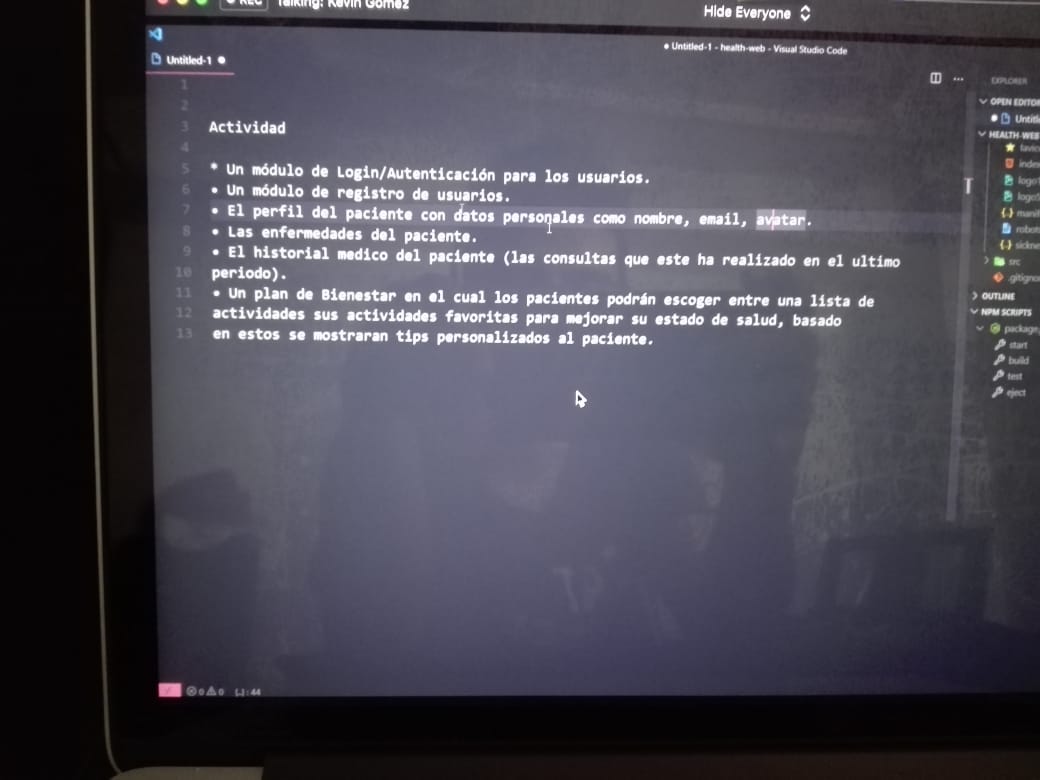 REC
Talking: Kevin Gomez
Hide Everyone
● Untitled-1 - health-web - Visual Studio Code
Untitled-1 ●
1
2
3 Actividad
4
5 * Un módulo de Login/Autenticación para los usuarios.
6 • Un módulo de registro de usuarios.
7 • El perfil del paciente con datos personales como nombre, email, avatar.
8 • Las enfermedades del paciente.
9 • El historial medico del paciente (las consultas que este ha realizado en el ultimo
10 periodo).
11 • Un plan de Bienestar en el cual los pacientes podrán escoger entre una lista de
12 actividades sus actividades favoritas para mejorar su estado de salud, basado
13 en estos se mostraran tips personalizados al paciente.
EXPLORER
OPEN EDITO
Untitl
HEALTH-WEB
favic
index
logo1
logo5
manif
robots
sickne
src
.gitigno
OUTLINE
NPM SCRIPTS
package
start
build
test
eject
0 0